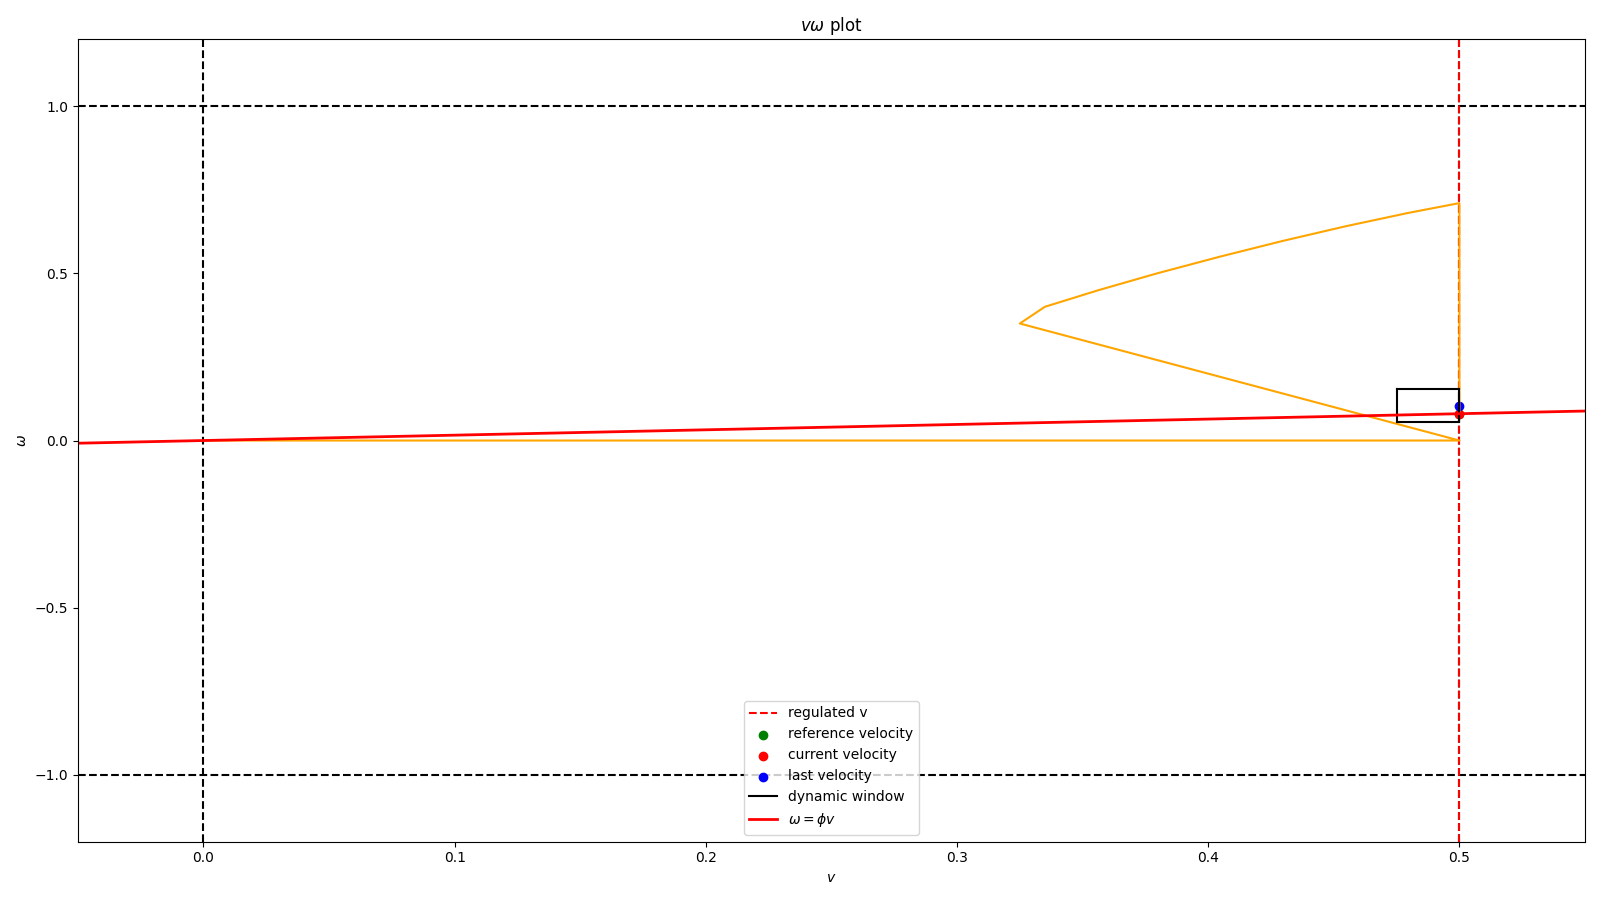 vω plot
1.0
0.5
0.0
−0.5
−1.0
ω
0.0 0.1 0.2 0.3 0.4 0.5
v
regulated v
reference velocity
current velocity
last velocity
dynamic window
ω = ϕv